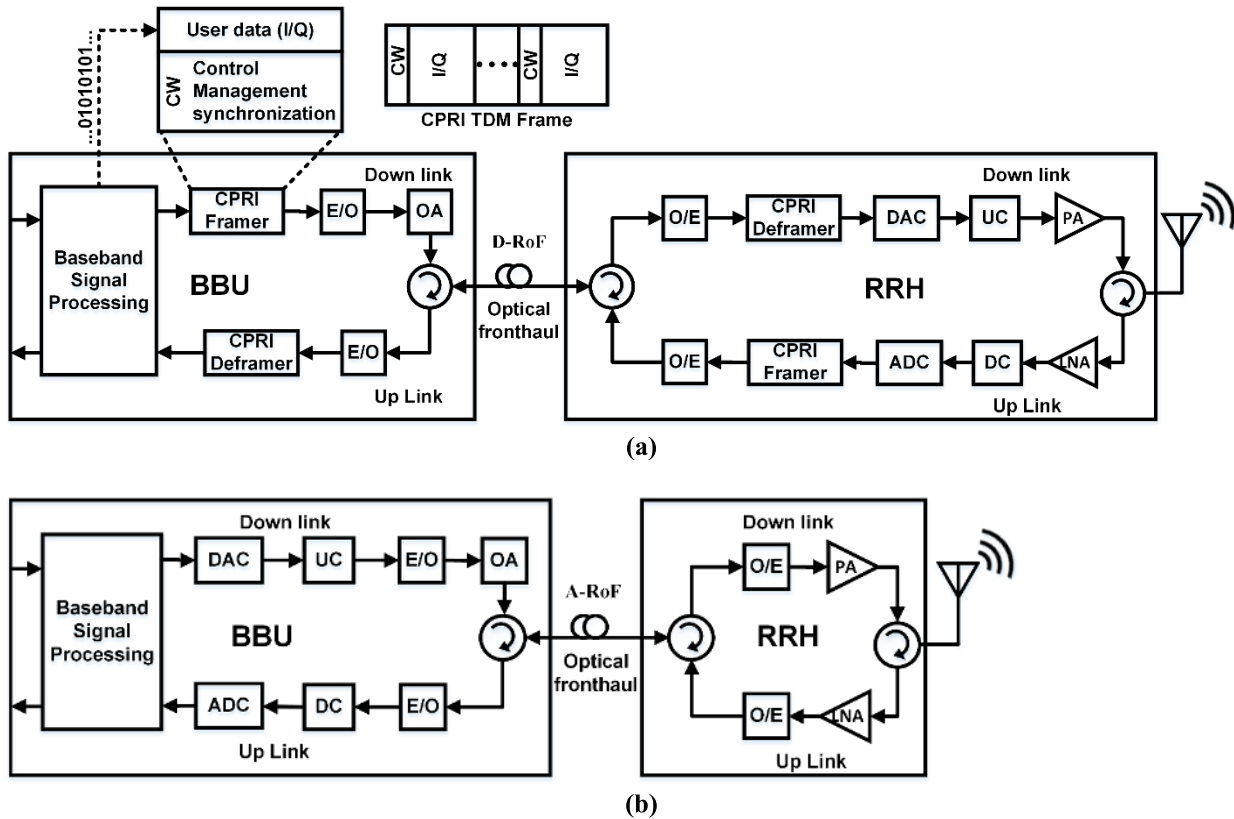 ...01010101...
User data (I/Q)
CW
Control
Management
synchronization
CW
I/Q
CW
I/Q
CPRI TDM Frame
Down link
Baseband
Signal
Processing
CPRI
Framer
E/O
OA
BBU
CPRI
Deframer
E/O
Up Link
D-RoF
Optical
fronthaul
Down link
O/E
CPRI
Deframer
DAC
UC
PA
RRH
O/E
CPRI
Framer
ADC
DC
LNA
Up Link
(a)
Down link
Baseband
Signal
Processing
DAC
UC
E/O
OA
BBU
ADC
DC
E/O
Up Link
A-RoF
Optical
fronthaul
Down link
O/E
PA
RRH
O/E
LNA
Up Link
(b)